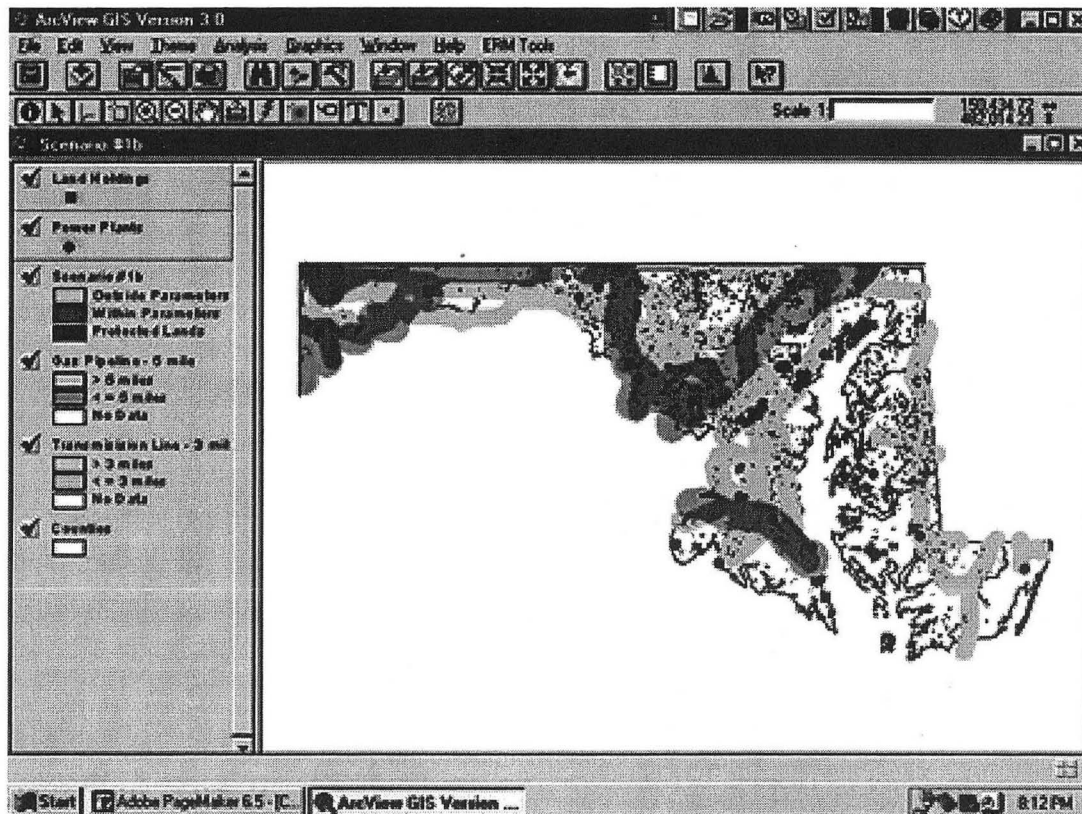 ArcView GIS Version 3.0
File Edit View Theme Analysis Graphics Window Help ERM Tools
Scale 1:
Scenario #1b
Land Holdings
Power Plants
Scenario #1b
Outside Parameters
Within Parameters
Protected Lands
Gas Pipeline - 5 mile
> 5 miles
< = 5 miles
No Data
Transmission Line - 3 mil
> 3 miles
< = 3 miles
No Data
Counties
Start Adobe PageMaker 6.5 - [C... ArcView GIS Version .... 8:12 PM